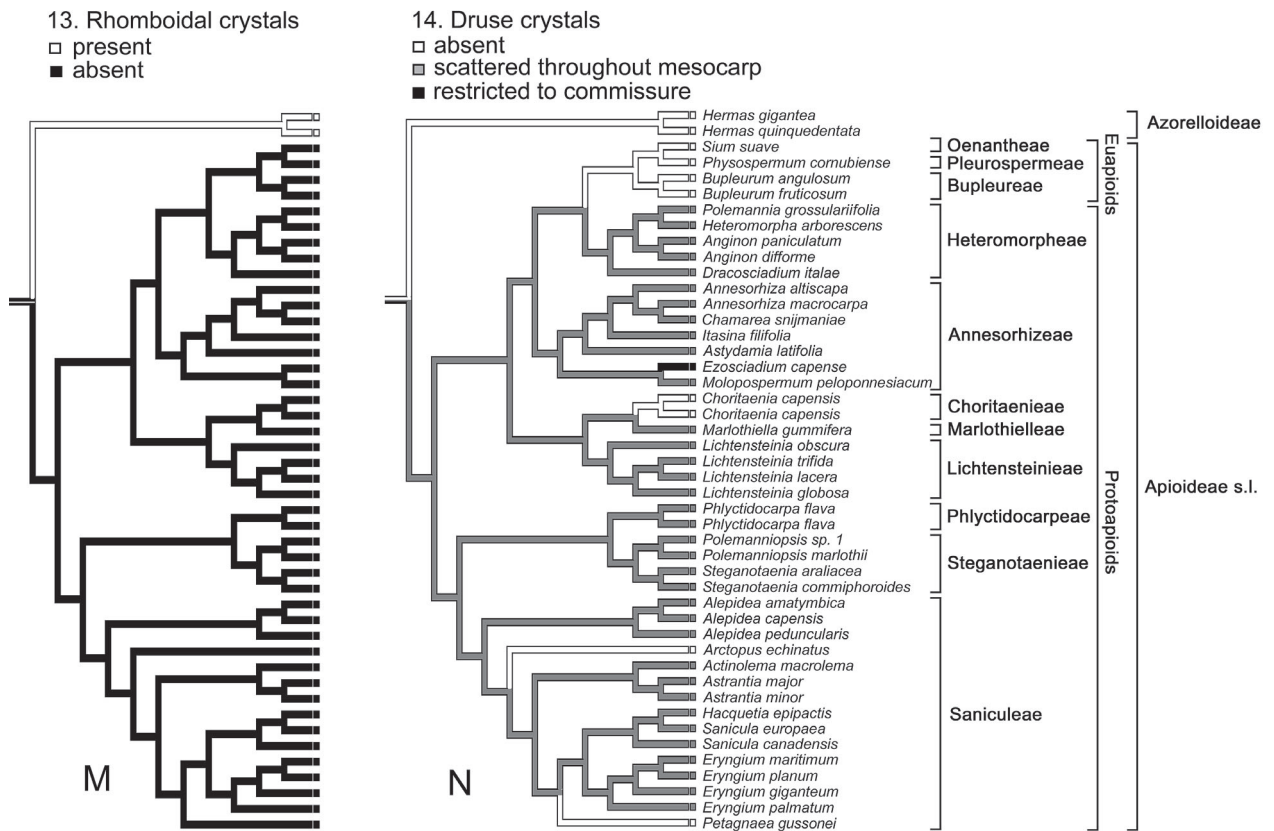 13. Rhomboidal crystals
present
absent
14. Druse crystals
absent
scattered throughout mesocarp
restricted to commissure
Hermas gigantea
Hermas quinquedentata
Sium suave
Physospermum cornubiense
Bupleurum angulosum
Bupleurum fruticosum
Polemannia grossulariifolia
Heteromorpha arborescens
Anginon paniculatum
Anginon difforme
Dracosciadium italae
Annesorhiza altiscapa
Annesorhiza macrocarpa
Chamarea snijmaniae
Itasina filifolia
Astydamia latifolia
Ezosciadium capense
Molopospermum peloponnesiacum
Choritaenia capensis
Choritaenia capensis
Marlothiella gummifera
Lichtensteinia obscura
Lichtensteinia trifida
Lichtensteinia lacera
Lichtensteinia globosa
Phlyctidocarpa flava
Phlyctidocarpa flava
Polemanniopsis sp. 1
Polemanniopsis marlothii
Steganotaenia araliacea
Steganotaenia commiphoroides
Alepidea amatymbica
Alepidea capensis
Alepidea peduncularis
Arctopus echinatus
Actinolema macrolema
Astrantia major
Astrantia minor
Hacquetia epipactis
Sanicula europaea
Sanicula canadensis
Eryngium maritimum
Eryngium planum
Eryngium giganteum
Eryngium palmatum
Petagnaea gussonei
Oenantheae
Pleurospermeae
Bupleureae
Heteromorpheae
Annesorhizeae
Choritaenieae
Marlothielleae
Lichtensteinieae
Phlyctidocarpeae
Steganotaenieae
Saniculeae
Euapioids
Protoapioids
Azorelloideae
Apioideae s.l.
M
N